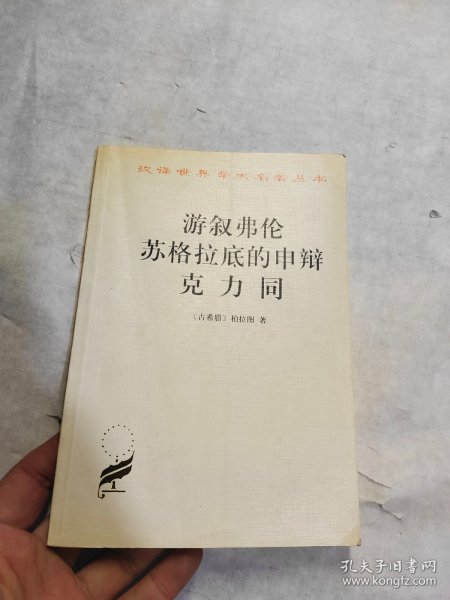 汉译世界学术名著丛书
游叙弗伦
苏格拉底的申辩
克力同
〔古希腊〕柏拉图 著
孔夫子旧书网
www.kongfz.com